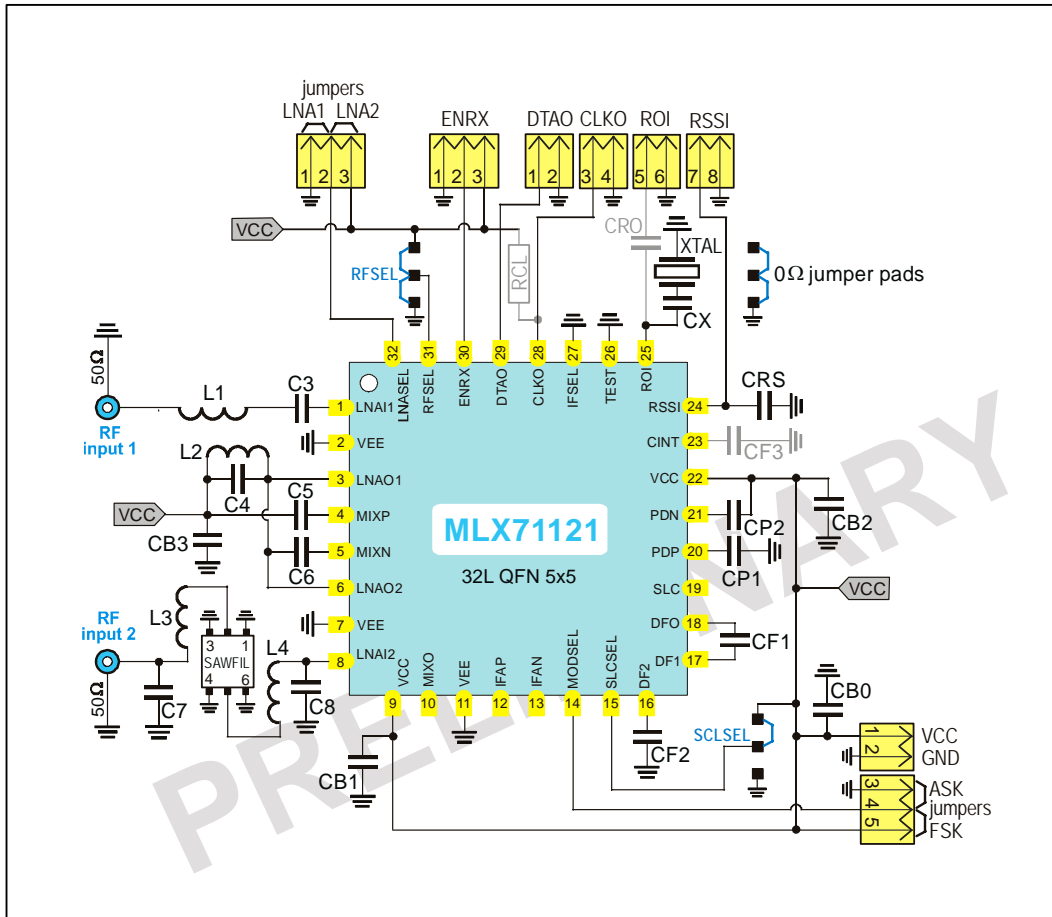 jumpers
LNA1 LNA2
ENRX
DTAO CLKO ROI RSSI
1 2 3
1 2 3
1 2
3 4
5 6
7 8
VCC
RFSEL
RCL
CRO
XTAL
CX
0Ω jumper pads
32 31 30 29 28 27 26 25
LNASEL RFSEL ENRX DTAO CLKO IFSEL TEST ROI
50Ω
RF
input 1
L1
C3
1 LNAI1
2 VEE
L2
C4
3 LNAO1
VCC
C5
4 MIXP
CB3
C6
5 MIXN
6 LNAO2
7 VEE
8 LNAI2
MLX71121
32L QFN 5x5
RSSI 24
CRS
CINT 23
CF3
VCC 22
CB2
PDN 21
CP2
PDP 20
CP1
SLC 19
VCC
DFO 18
CF1
DF1 17
RF
input 2
50Ω
L3
C7
3 1
SAWFIL
4 6
L4
C8
VCC MIXO VEE IFAP IFAN MODSEL SLCSEL DF2
9 10 11 12 13 14 15 16
CB1
CF2
SCLSEL
CB0
1 VCC
2 GND
3 ASK
4 jumpers
5 FSK
PRELIMINARY